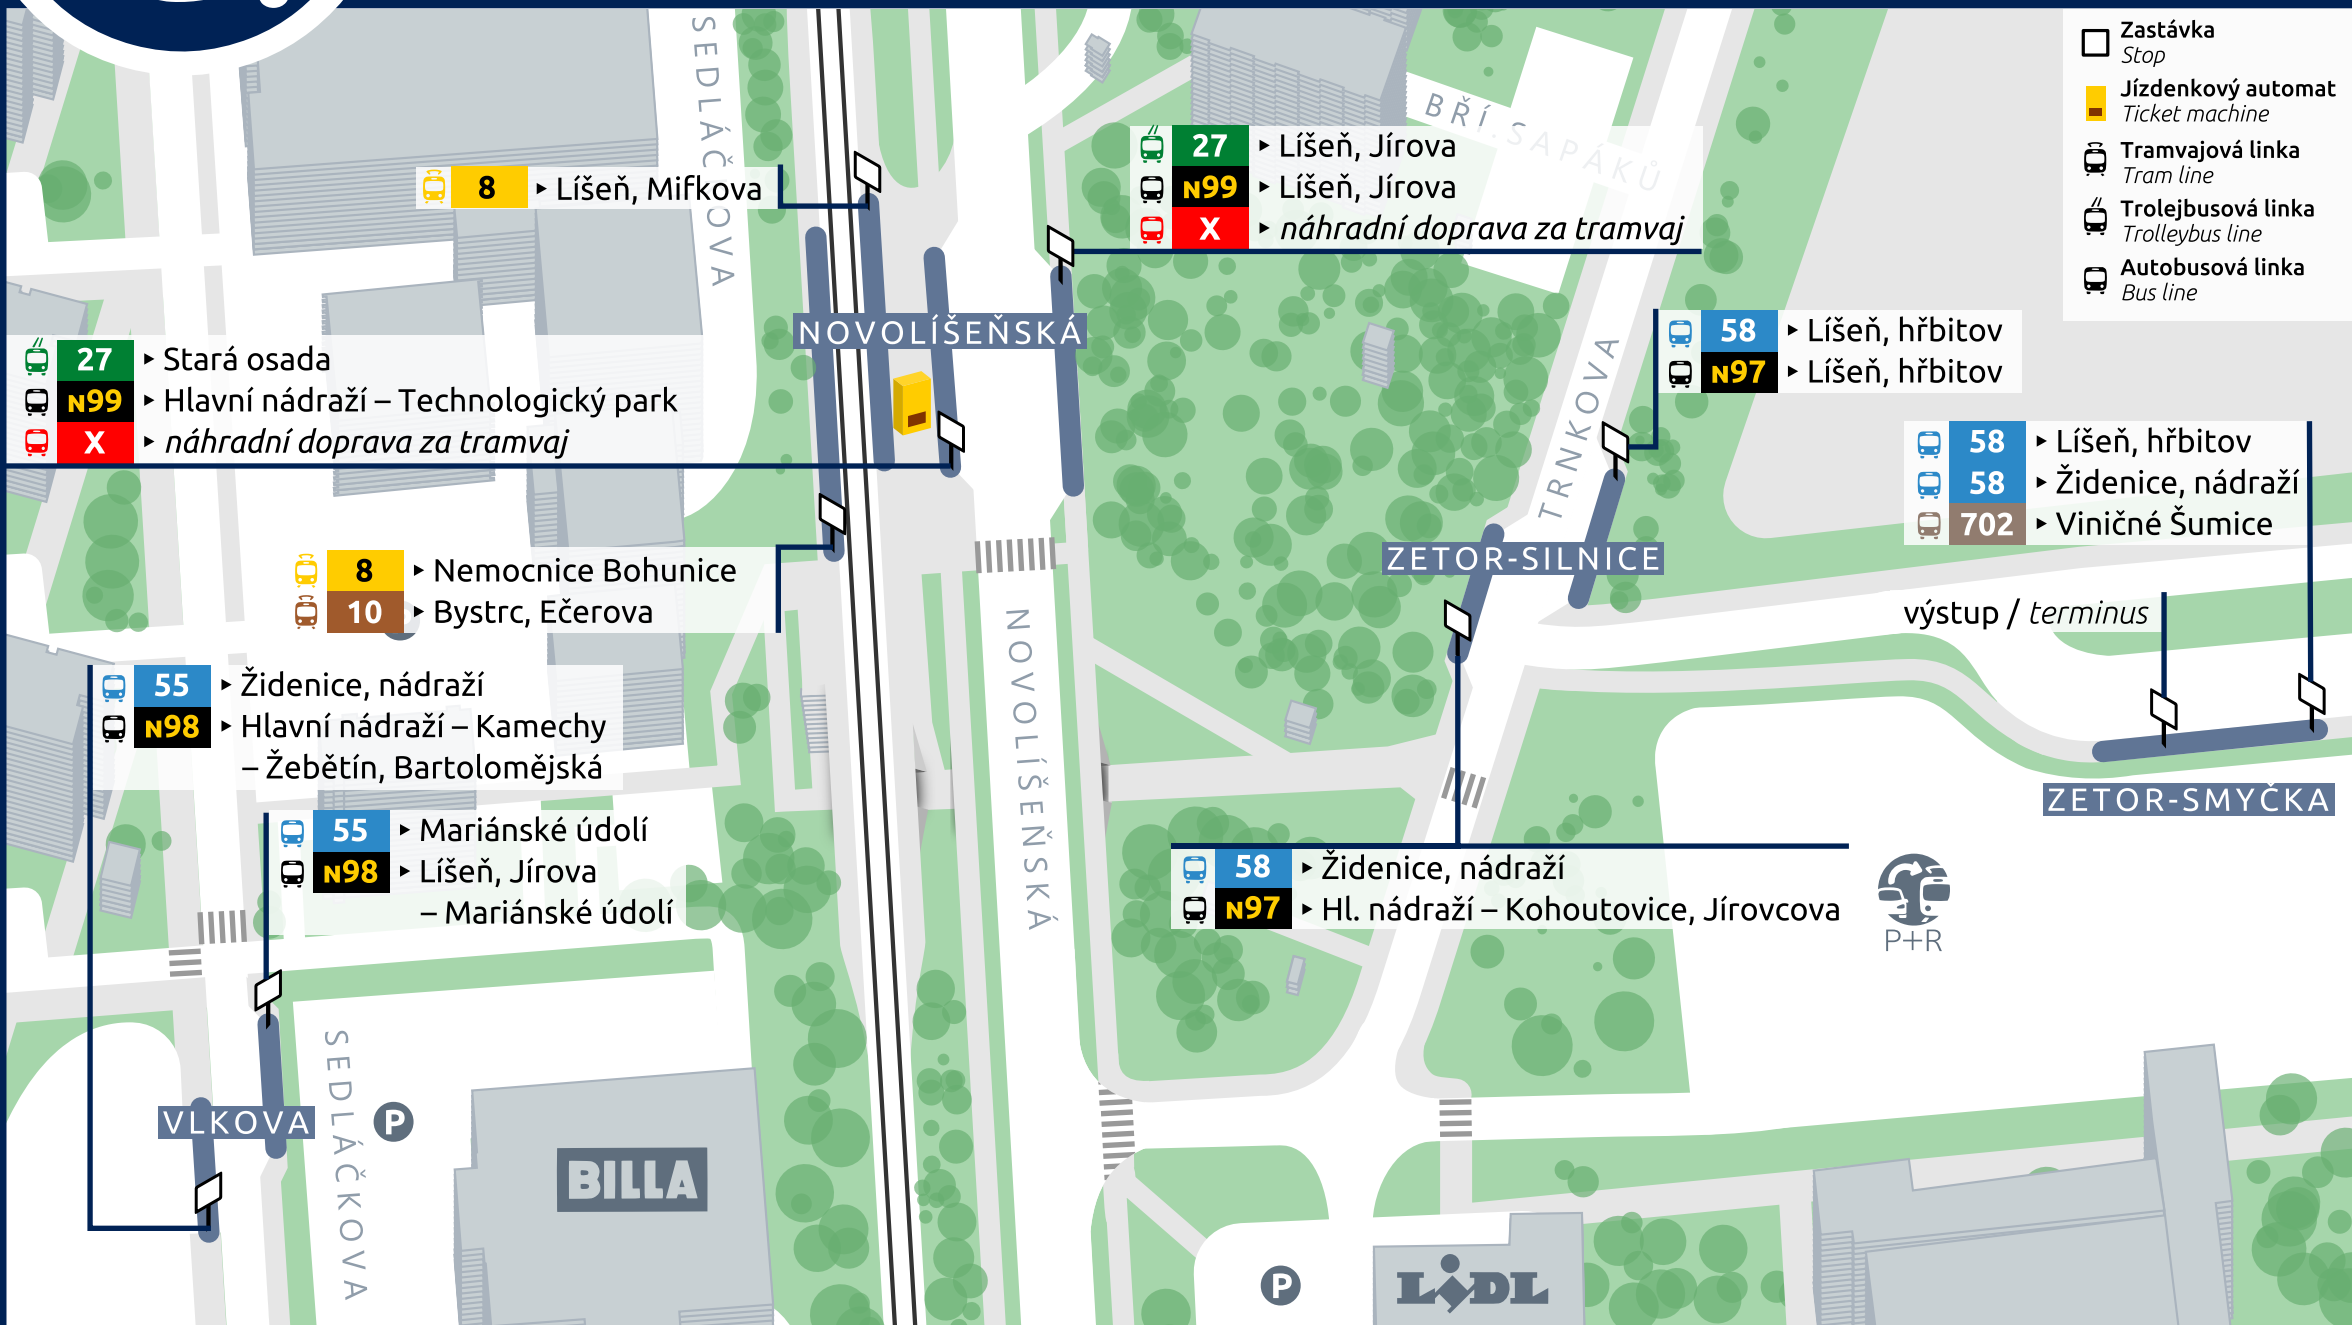 Zastávka
Stop
Jízdenkový automat
Ticket machine
Tramvajová linka
Tram line
Trolejbusová linka
Trolleybus line
Autobusová linka
Bus line
SEDLÁČKOVA
BŘÍ. SAPÁKŮ
8 ▸ Líšeň, Mifkova
27 ▸ Líšeň, Jírova
N99 ▸ Líšeň, Jírova
X ▸ náhradní doprava za tramvaj
NOVOLÍŠEŇSKÁ
27 ▸ Stará osada
N99 ▸ Hlavní nádraží – Technologický park
X ▸ náhradní doprava za tramvaj
TRNKOVA
58 ▸ Líšeň, hřbitov
N97 ▸ Líšeň, hřbitov
58 ▸ Líšeň, hřbitov
58 ▸ Židenice, nádraží
702 ▸ Viničné Šumice
8 ▸ Nemocnice Bohunice
10 ▸ Bystrc, Ečerova
ZETOR-SILNICE
výstup / terminus
NOVOLÍŠEŇSKÁ
55 ▸ Židenice, nádraží
N98 ▸ Hlavní nádraží – Kamechy
– Žebětín, Bartolomějská
ZETOR-SMYČKA
55 ▸ Mariánské údolí
N98 ▸ Líšeň, Jírova
– Mariánské údolí
58 ▸ Židenice, nádraží
N97 ▸ Hl. nádraží – Kohoutovice, Jírovcova
P+R
SEDLÁČKOVA
VLKOVA
P
BILLA
P
LIDL